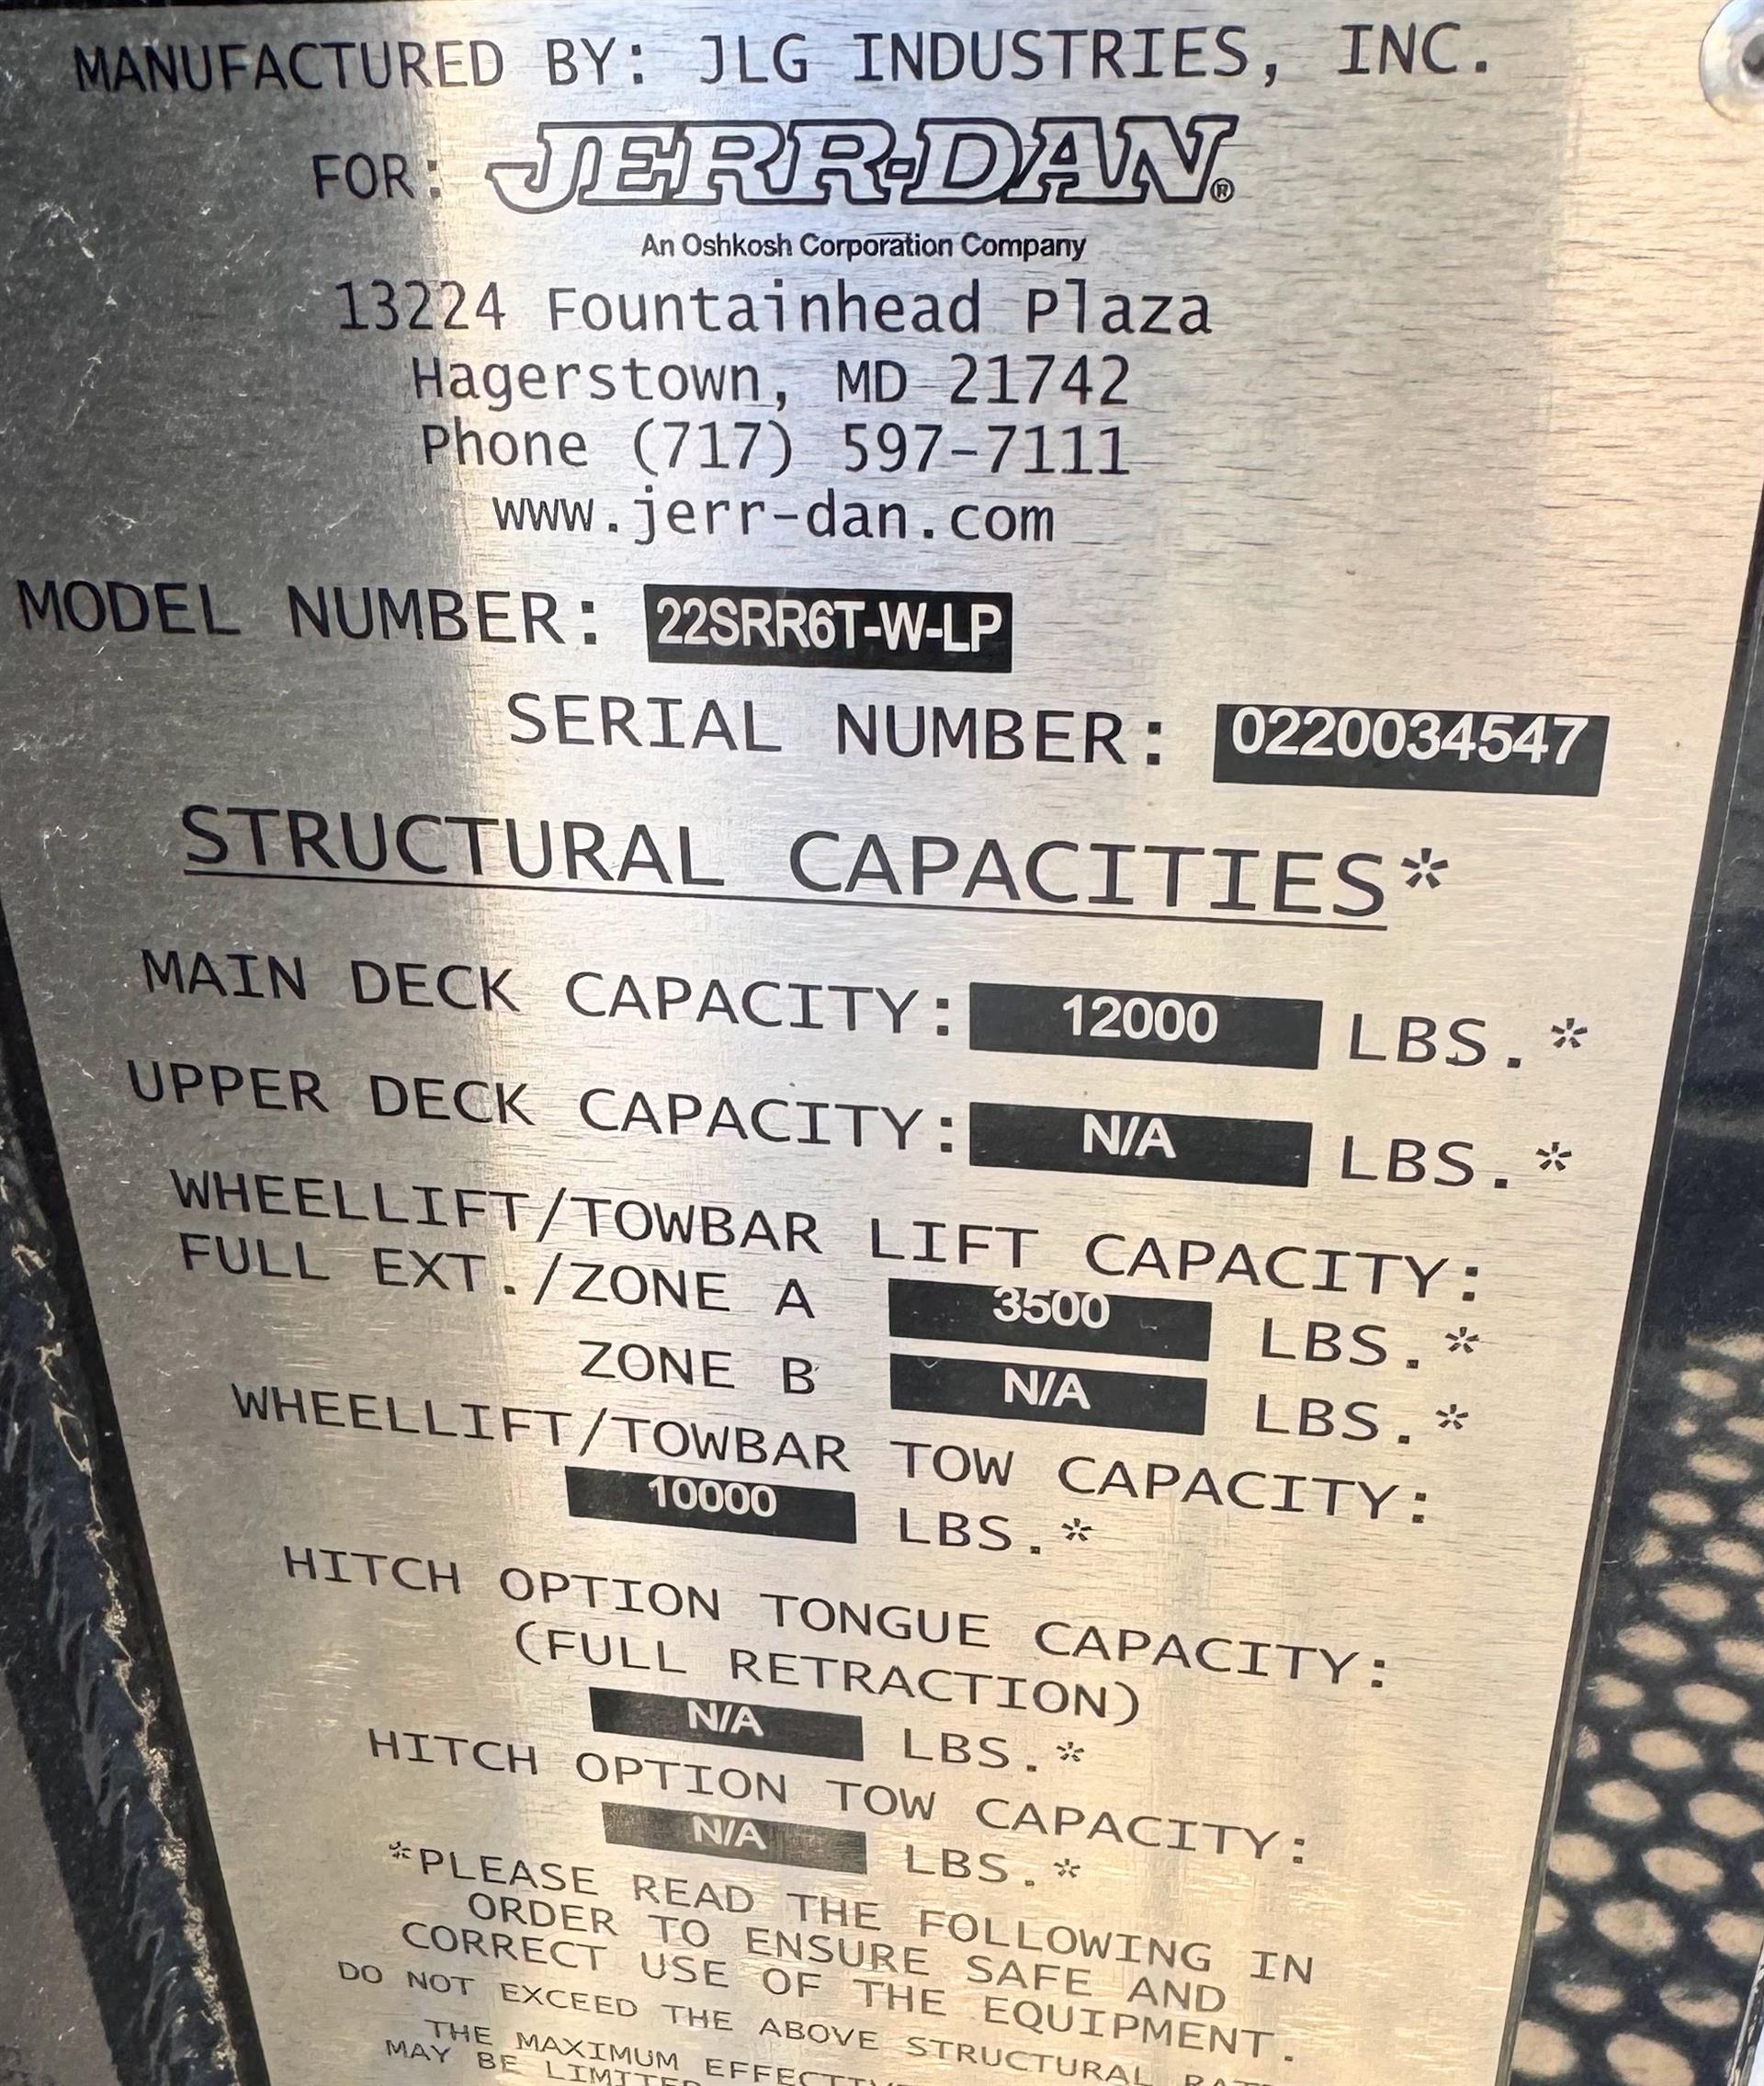 MANUFACTURED BY: JLG INDUSTRIES, INC.
FOR: JERR-DAN®
An Oshkosh Corporation Company
13224 Fountainhead Plaza
Hagerstown, MD 21742
Phone (717) 597-7111
www.jerr-dan.com
MODEL NUMBER: 22SRR6T-W-LP
SERIAL NUMBER: 0220034547
STRUCTURAL CAPACITIES*
MAIN DECK CAPACITY: 12000 LBS.*
UPPER DECK CAPACITY: N/A LBS.*
WHEELLIFT/TOWBAR LIFT CAPACITY:
FULL EXT./ZONE A 3500 LBS.*
ZONE B N/A LBS.*
WHEELLIFT/TOWBAR TOW CAPACITY:
10000 LBS.*
HITCH OPTION TONGUE CAPACITY:
(FULL RETRACTION)
N/A LBS.*
HITCH OPTION TOW CAPACITY:
N/A LBS.*
*PLEASE READ THE FOLLOWING IN
ORDER TO ENSURE SAFE AND
CORRECT USE OF THE EQUIPMENT.
DO NOT EXCEED THE ABOVE STRUCTURAL
THE MAXIMUM
MAY BE